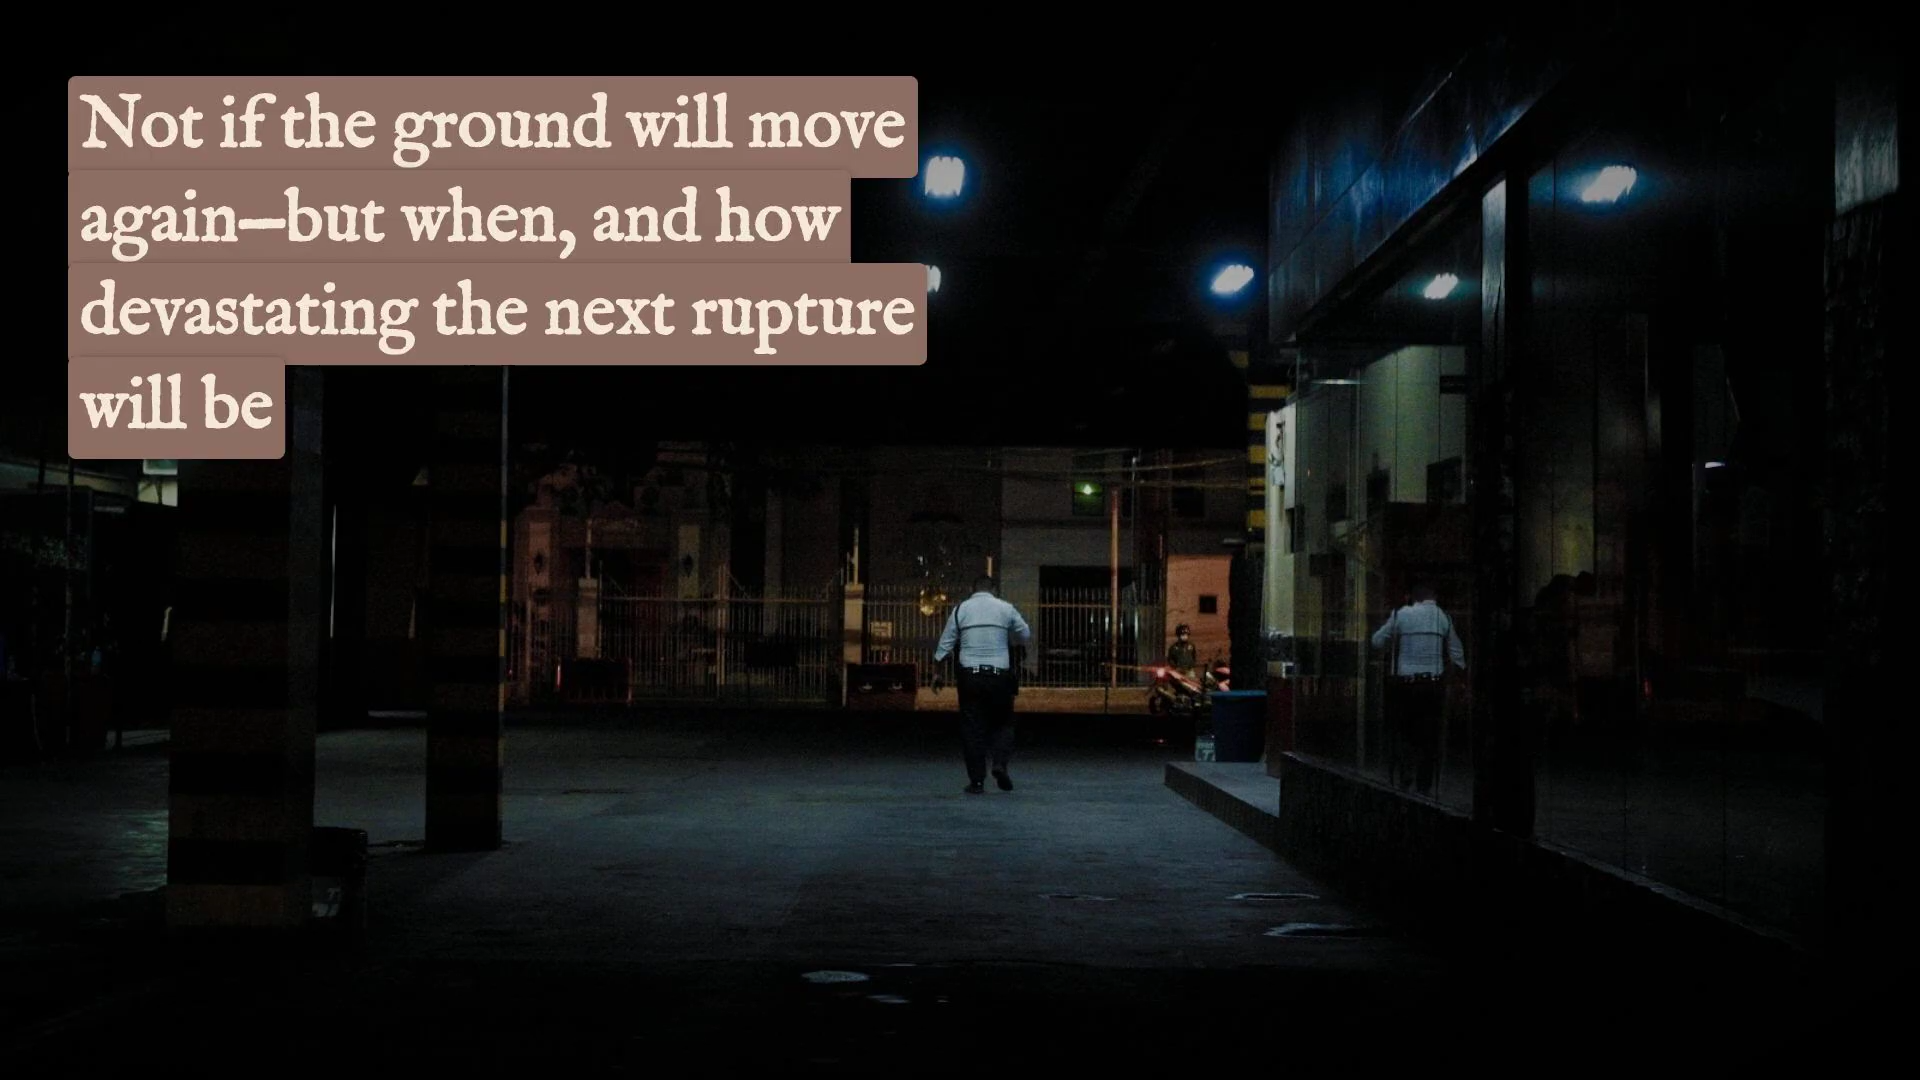 Not if the ground will move
again—but when, and how
devastating the next rupture
will be